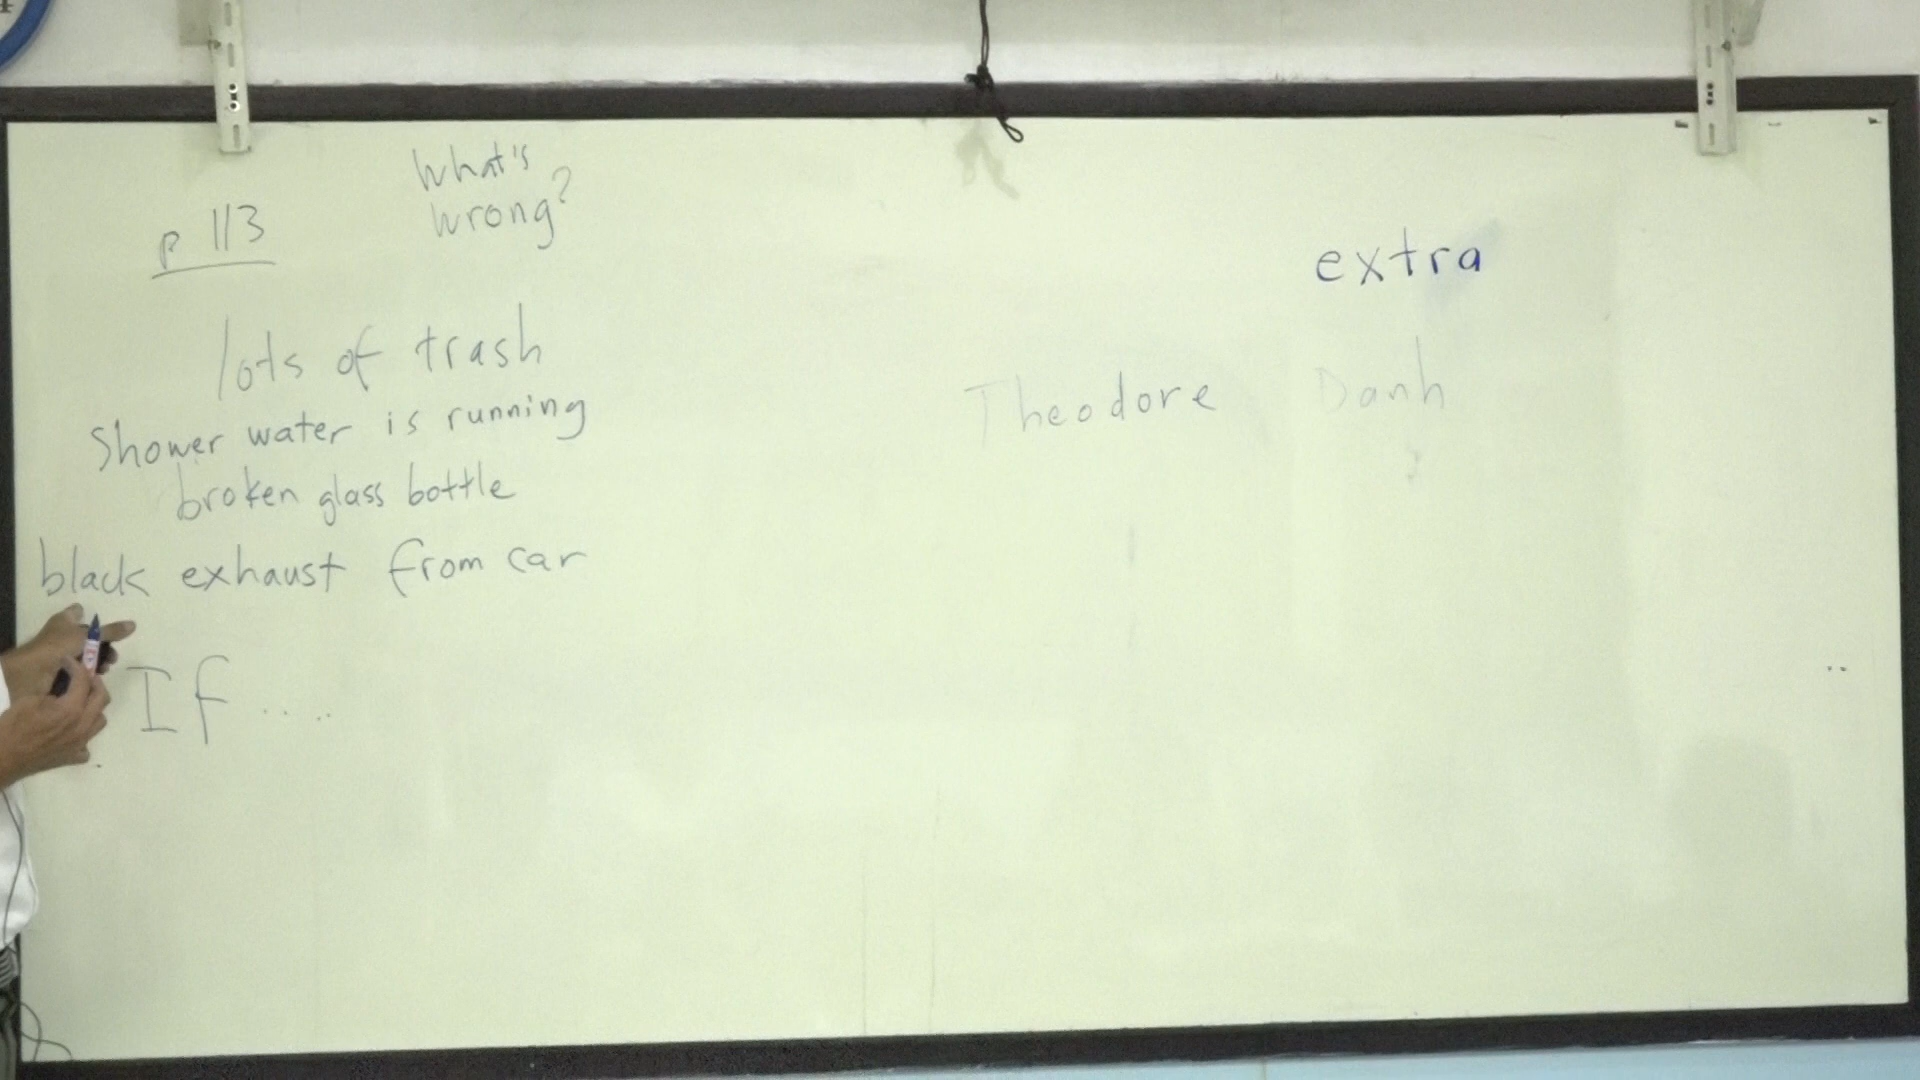 p 113
What's
wrong?
lots of trash
Shower water is running
broken glass bottle
black exhaust from car
If .....
extra
Theodore Danh